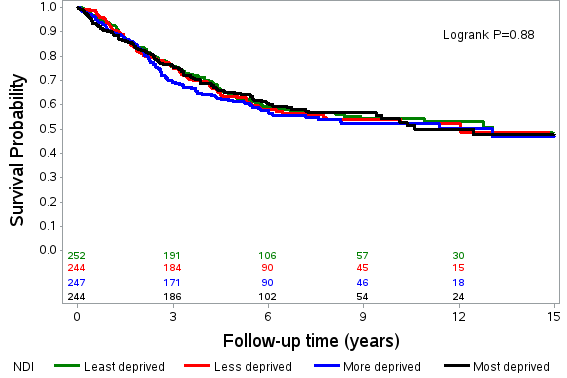 Survival Probability
1.0
0.9
0.8
0.7
0.6
0.5
0.4
0.3
0.2
0.1
0.0
Logrank P=0.88
252 191 106 57 30
244 184 90 45 15
247 171 90 46 18
244 186 102 54 24
0 3 6 9 12 15
Follow-up time (years)
NDI Least deprived Less deprived More deprived Most deprived